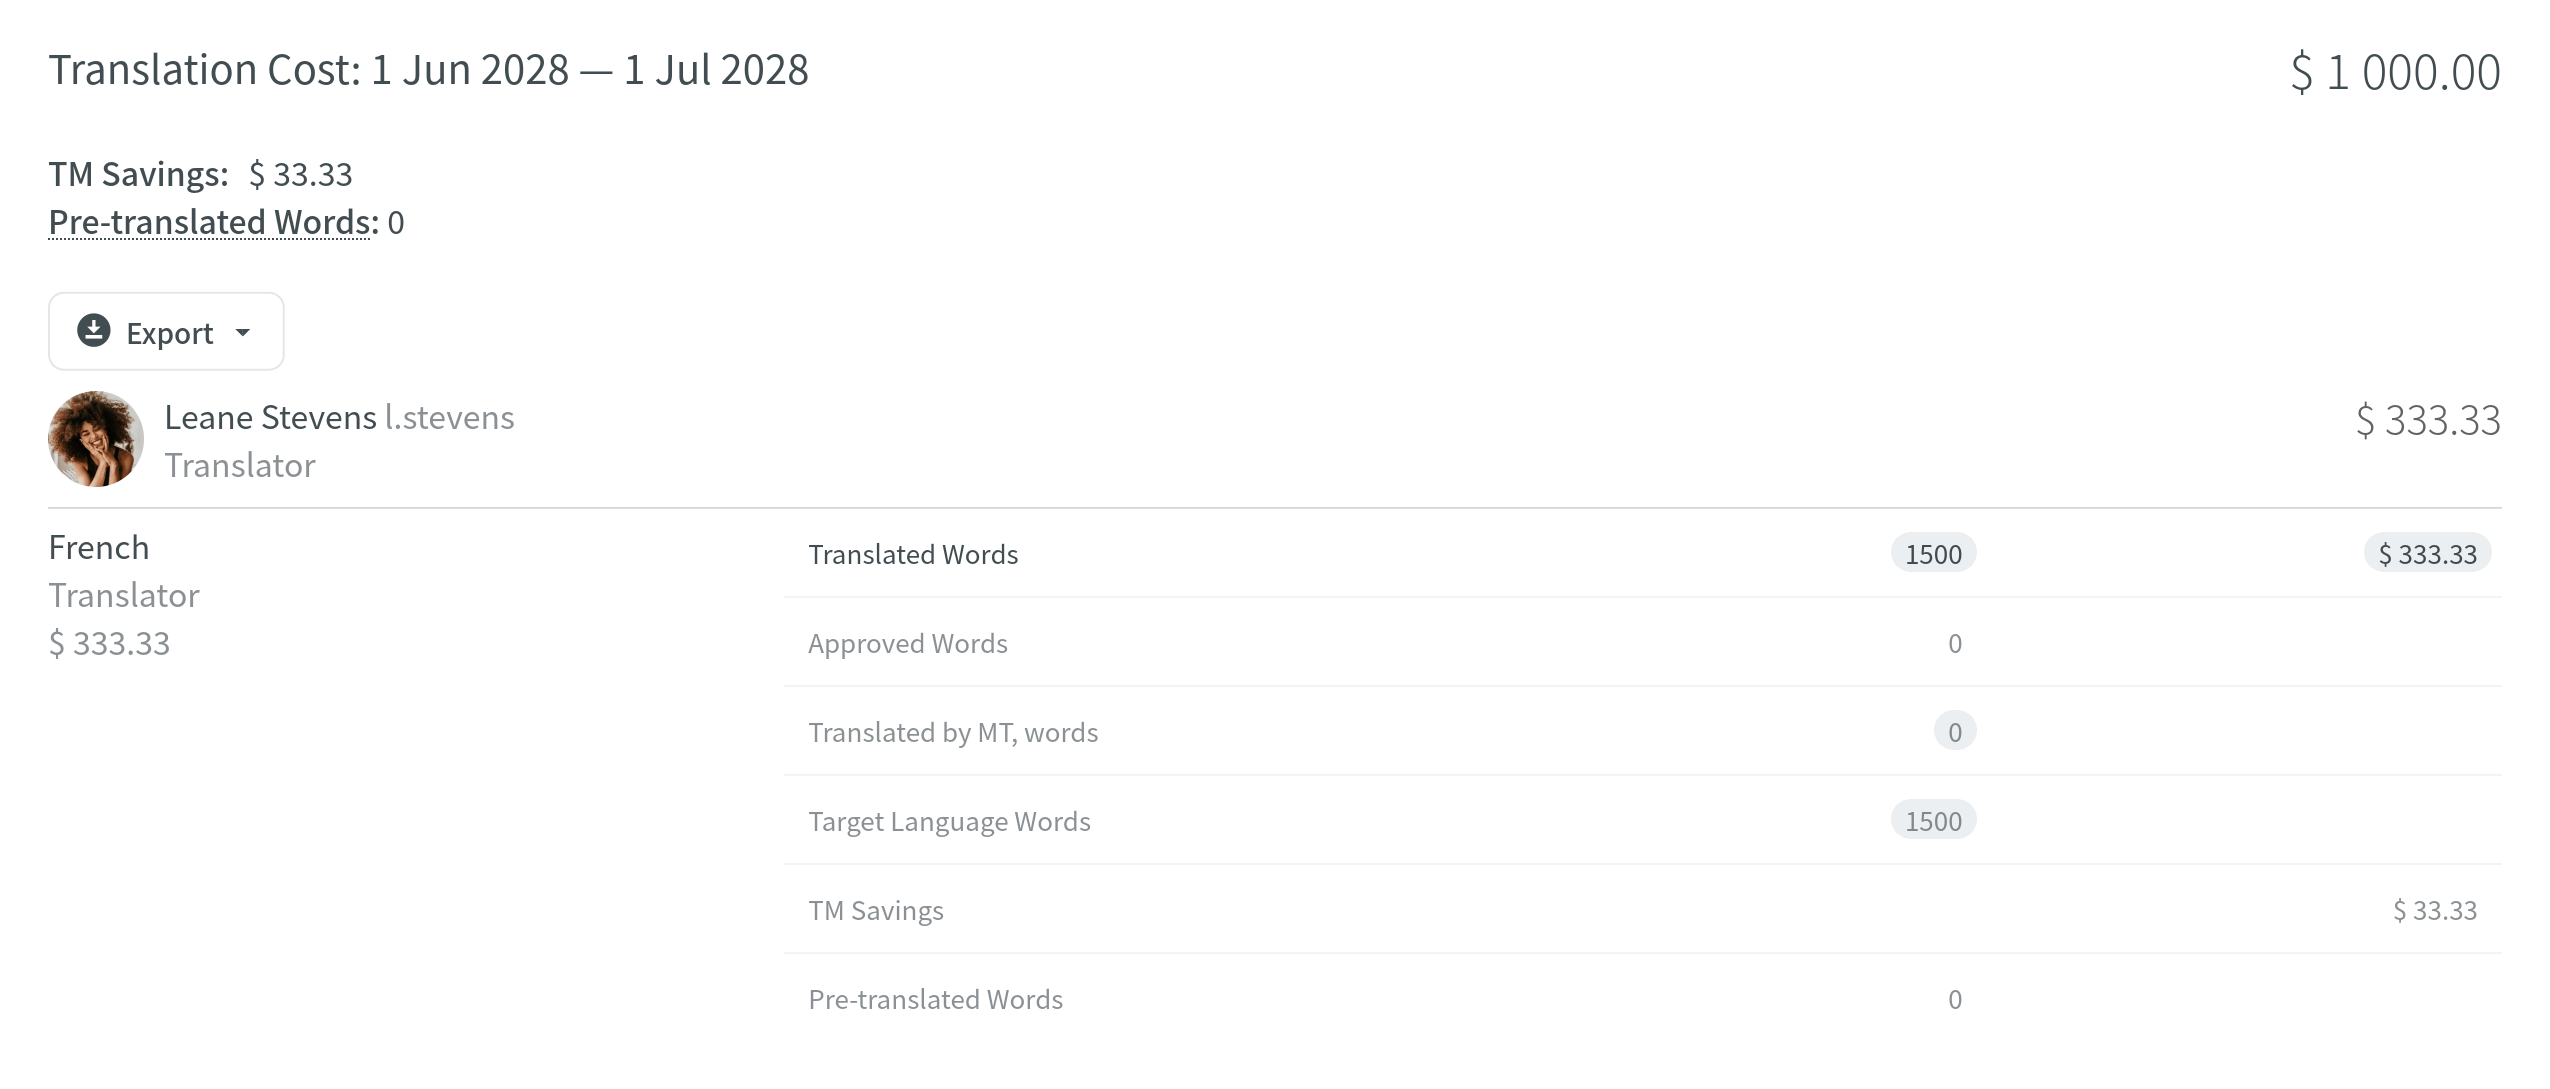 Translation Cost: 1 Jun 2028 — 1 Jul 2028 $ 1 000.00
TM Savings: $ 33.33
Pre-translated Words: 0
Export
Leane Stevens l.stevens $ 333.33
Translator
French
Translator
$ 333.33
Translated Words 1500 $ 333.33
Approved Words 0
Translated by MT, words 0
Target Language Words 1500
TM Savings $ 33.33
Pre-translated Words 0